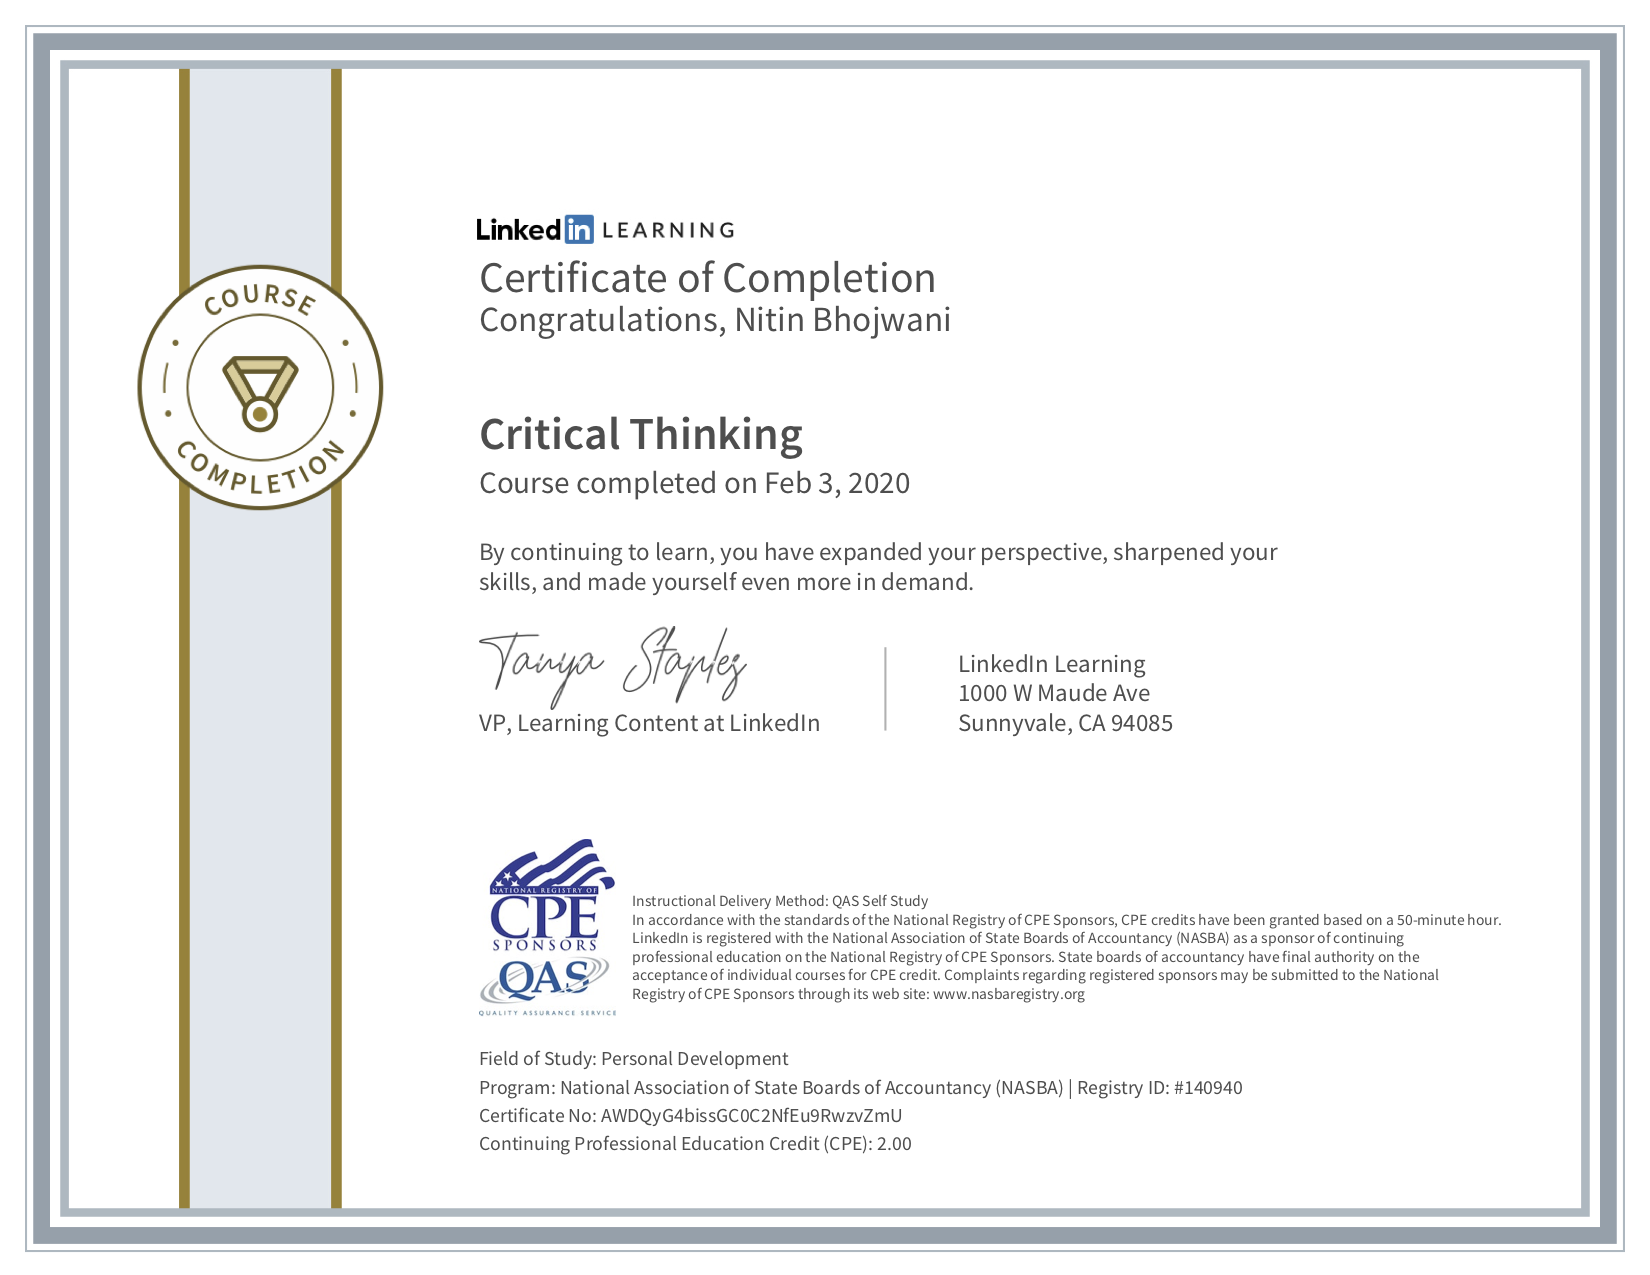 COURSE
COMPLETION
Linked in LEARNING
Certificate of Completion
Congratulations, Nitin Bhojwani
Critical Thinking
Course completed on Feb 3, 2020
By continuing to learn, you have expanded your perspective, sharpened your
skills, and made yourself even more in demand.
Tanya Staples
VP, Learning Content at LinkedIn
LinkedIn Learning
1000 W Maude Ave
Sunnyvale, CA 94085
NATIONAL REGISTRY OF
CPE
SPONSORS
QAS
QUALITY ASSURANCE SERVICE
Instructional Delivery Method: QAS Self Study
In accordance with the standards of the National Registry of CPE Sponsors, CPE credits have been granted based on a 50-minute hour.
LinkedIn is registered with the National Association of State Boards of Accountancy (NASBA) as a sponsor of continuing
professional education on the National Registry of CPE Sponsors. State boards of accountancy have final authority on the
acceptance of individual courses for CPE credit. Complaints regarding registered sponsors may be submitted to the National
Registry of CPE Sponsors through its web site: www.nasbaregistry.org
Field of Study: Personal Development
Program: National Association of State Boards of Accountancy (NASBA) | Registry ID: #140940
Certificate No: AWDQyG4bissGC0C2NfEu9RwzvZmU
Continuing Professional Education Credit (CPE): 2.00